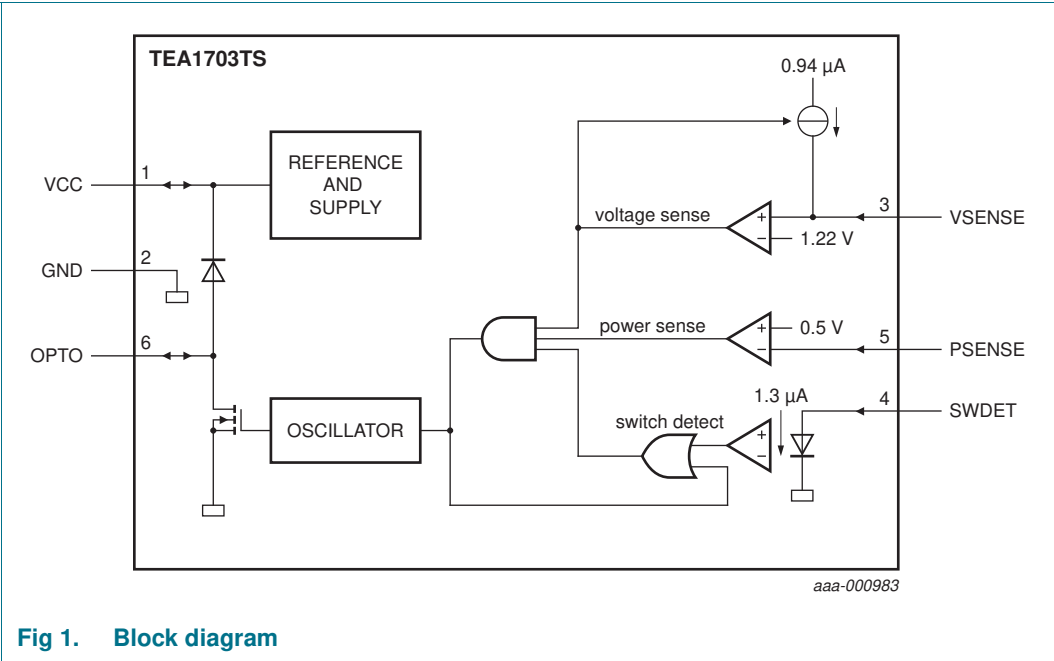 TEA1703TS
0.94 µA
REFERENCE
AND
SUPPLY
VCC
1
voltage sense
+
−
1.22 V
3
VSENSE
GND
2
OPTO
6
power sense
+
−
0.5 V
5
PSENSE
OSCILLATOR
switch detect
1.3 µA
+
−
4
SWDET
aaa-000983
Fig 1. Block diagram